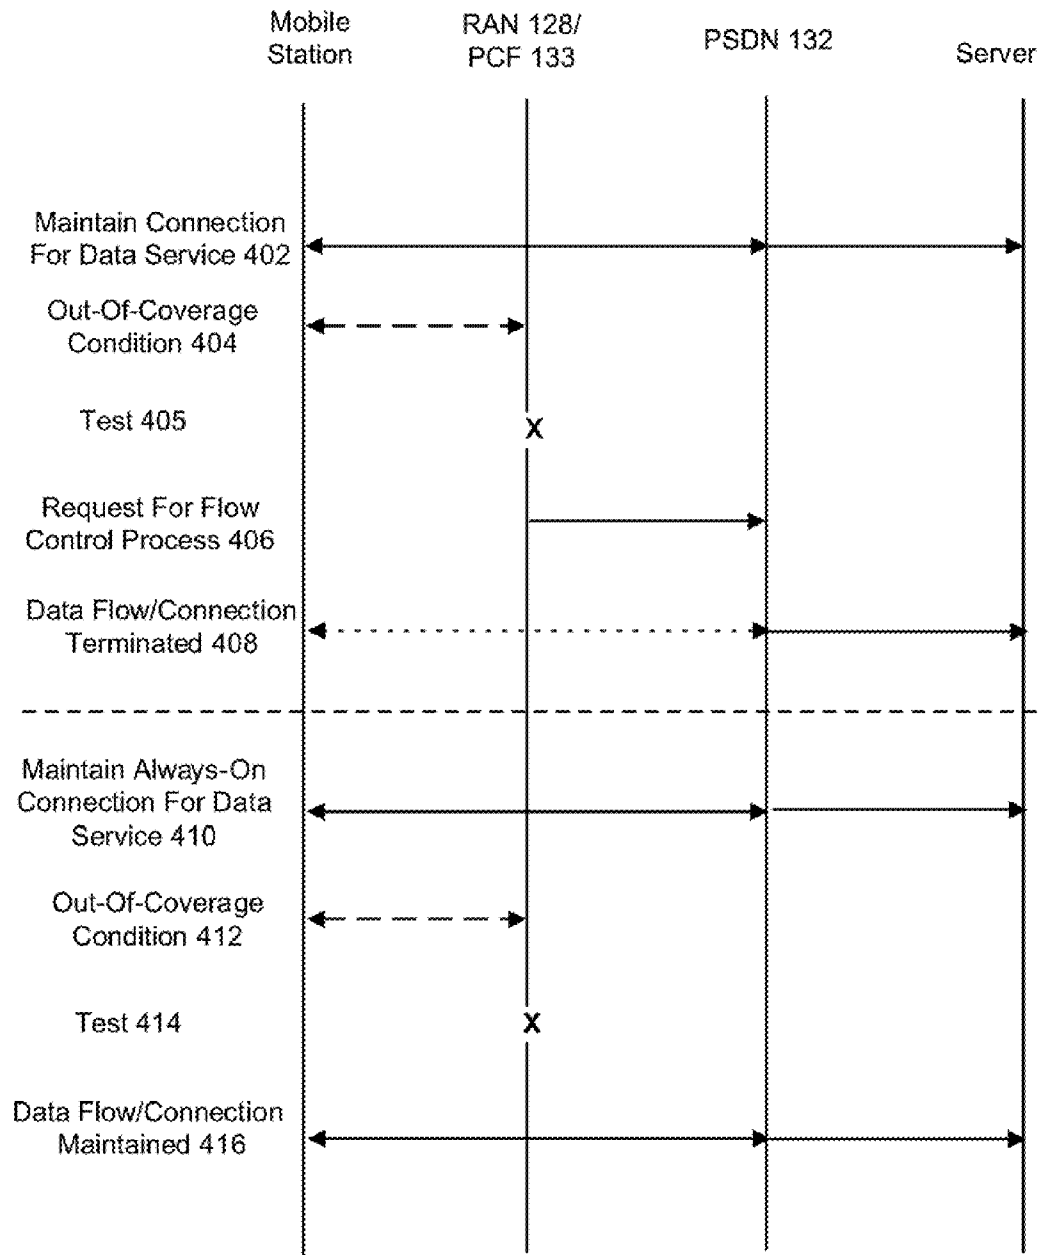 Mobile
Station
RAN 128/
PCF 133
PSDN 132
Server
Maintain Connection
For Data Service 402
Out-Of-Coverage
Condition 404
Test 405
X
Request For Flow
Control Process 406
Data Flow/Connection
Terminated 408
Maintain Always-On
Connection For Data
Service 410
Out-Of-Coverage
Condition 412
Test 414
X
Data Flow/Connection
Maintained 416